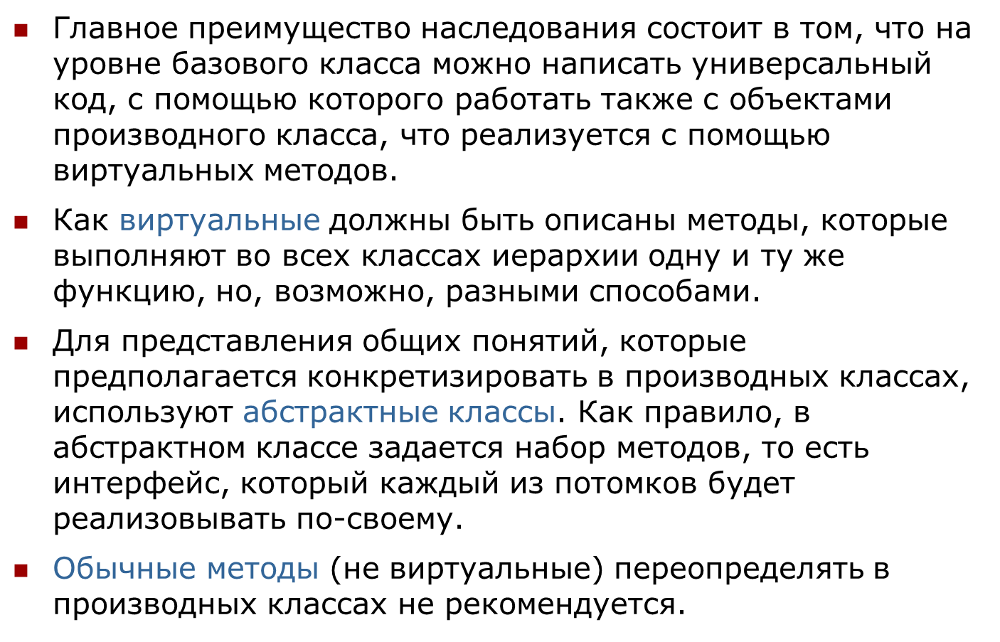 Главное преимущество наследования состоит в том, что на
уровне базового класса можно написать универсальный
код, с помощью которого работать также с объектами
производного класса, что реализуется с помощью
виртуальных методов.
Как виртуальные должны быть описаны методы, которые
выполняют во всех классах иерархии одну и ту же
функцию, но, возможно, разными способами.
Для представления общих понятий, которые
предполагается конкретизировать в производных классах,
используют абстрактные классы. Как правило, в
абстрактном классе задается набор методов, то есть
интерфейс, который каждый из потомков будет
реализовывать по-своему.
Обычные методы (не виртуальные) переопределять в
производных классах не рекомендуется.